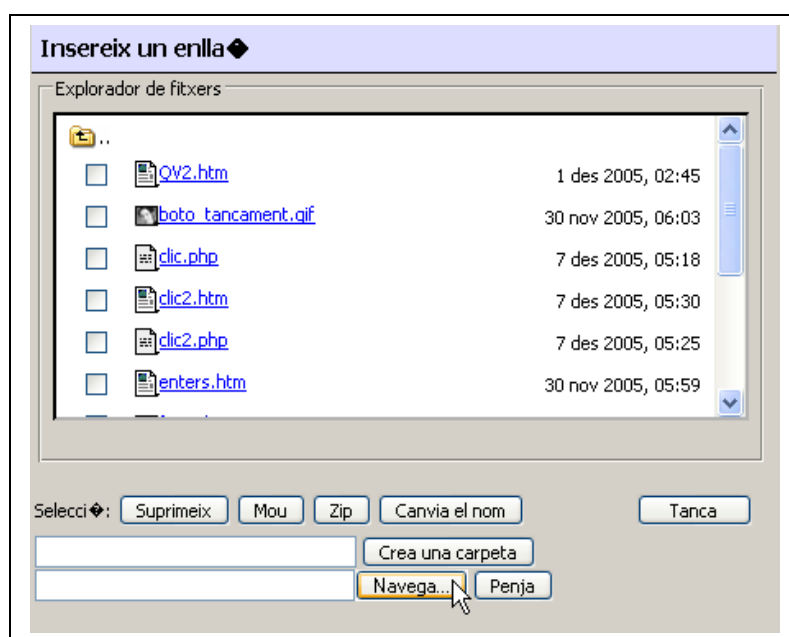 Insereix un enlla�
Explorador de fitxers
..
QV2.htm 1 des 2005, 02:45
boto_tancament.gif 30 nov 2005, 06:03
clic.php 7 des 2005, 05:18
clic2.htm 7 des 2005, 05:30
clic2.php 7 des 2005, 05:25
enters.htm 30 nov 2005, 05:59
Selecci�: Suprimeix Mou Zip Canvia el nom Tanca
Crea una carpeta
Navega... Penja